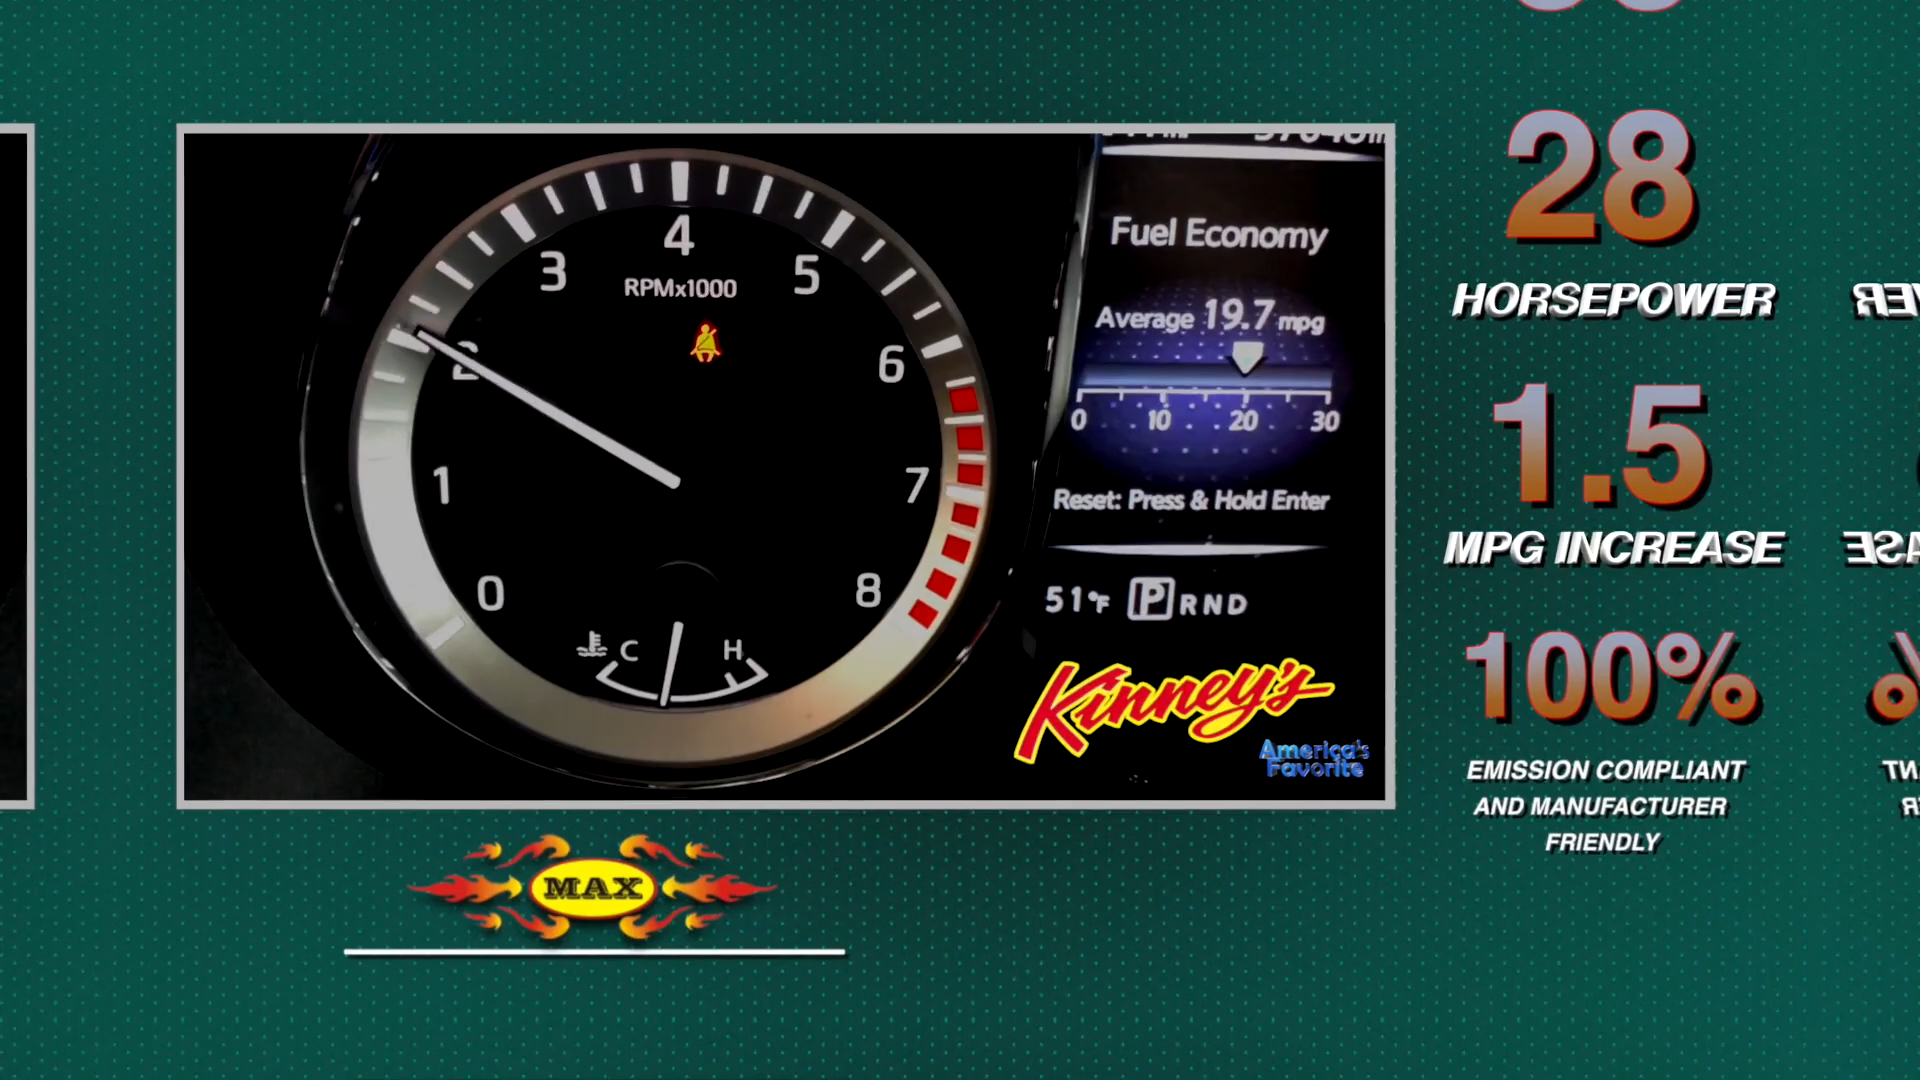 4
3
5
RPMx1000
2
6
1
7
0
8
C
H
Fuel Economy
Average 19.7 mpg
0 10 20 30
Reset: Press & Hold Enter
51°F P R N D
Kinney's
America's
Favorite
MAX
28
HORSEPOWER
1.5
MPG INCREASE
100%
EMISSION COMPLIANT
AND MANUFACTURER
FRIENDLY